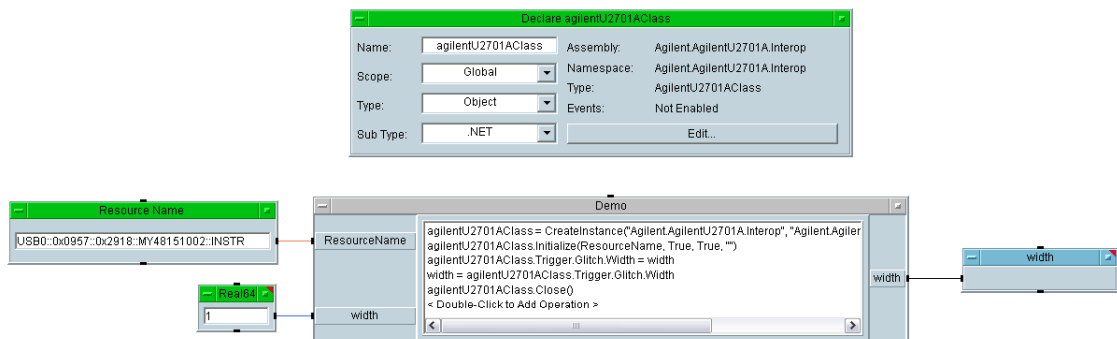 Declare agilentU2701AClass
Name: agilentU2701AClass Assembly: Agilent.AgilentU2701A.Interop
Scope: Global Namespace: Agilent.AgilentU2701A.Interop
Type: AgilentU2701AClass
Type: Object Events: Not Enabled
Sub Type: .NET Edit...
Resource Name
USB0::0x0957::0x2918::MY48151002::INSTR
Demo
ResourceName
agilentU2701AClass = CreateInstance("Agilent.AgilentU2701A.Interop", "Agilent.Agilen
agilentU2701AClass.Initialize(ResourceName, True, True, "")
agilentU2701AClass.Trigger.Glitch.Width = width
width = agilentU2701AClass.Trigger.Glitch.Width
agilentU2701AClass.Close()
< Double-Click to Add Operation >
width
width
Real64
1
width